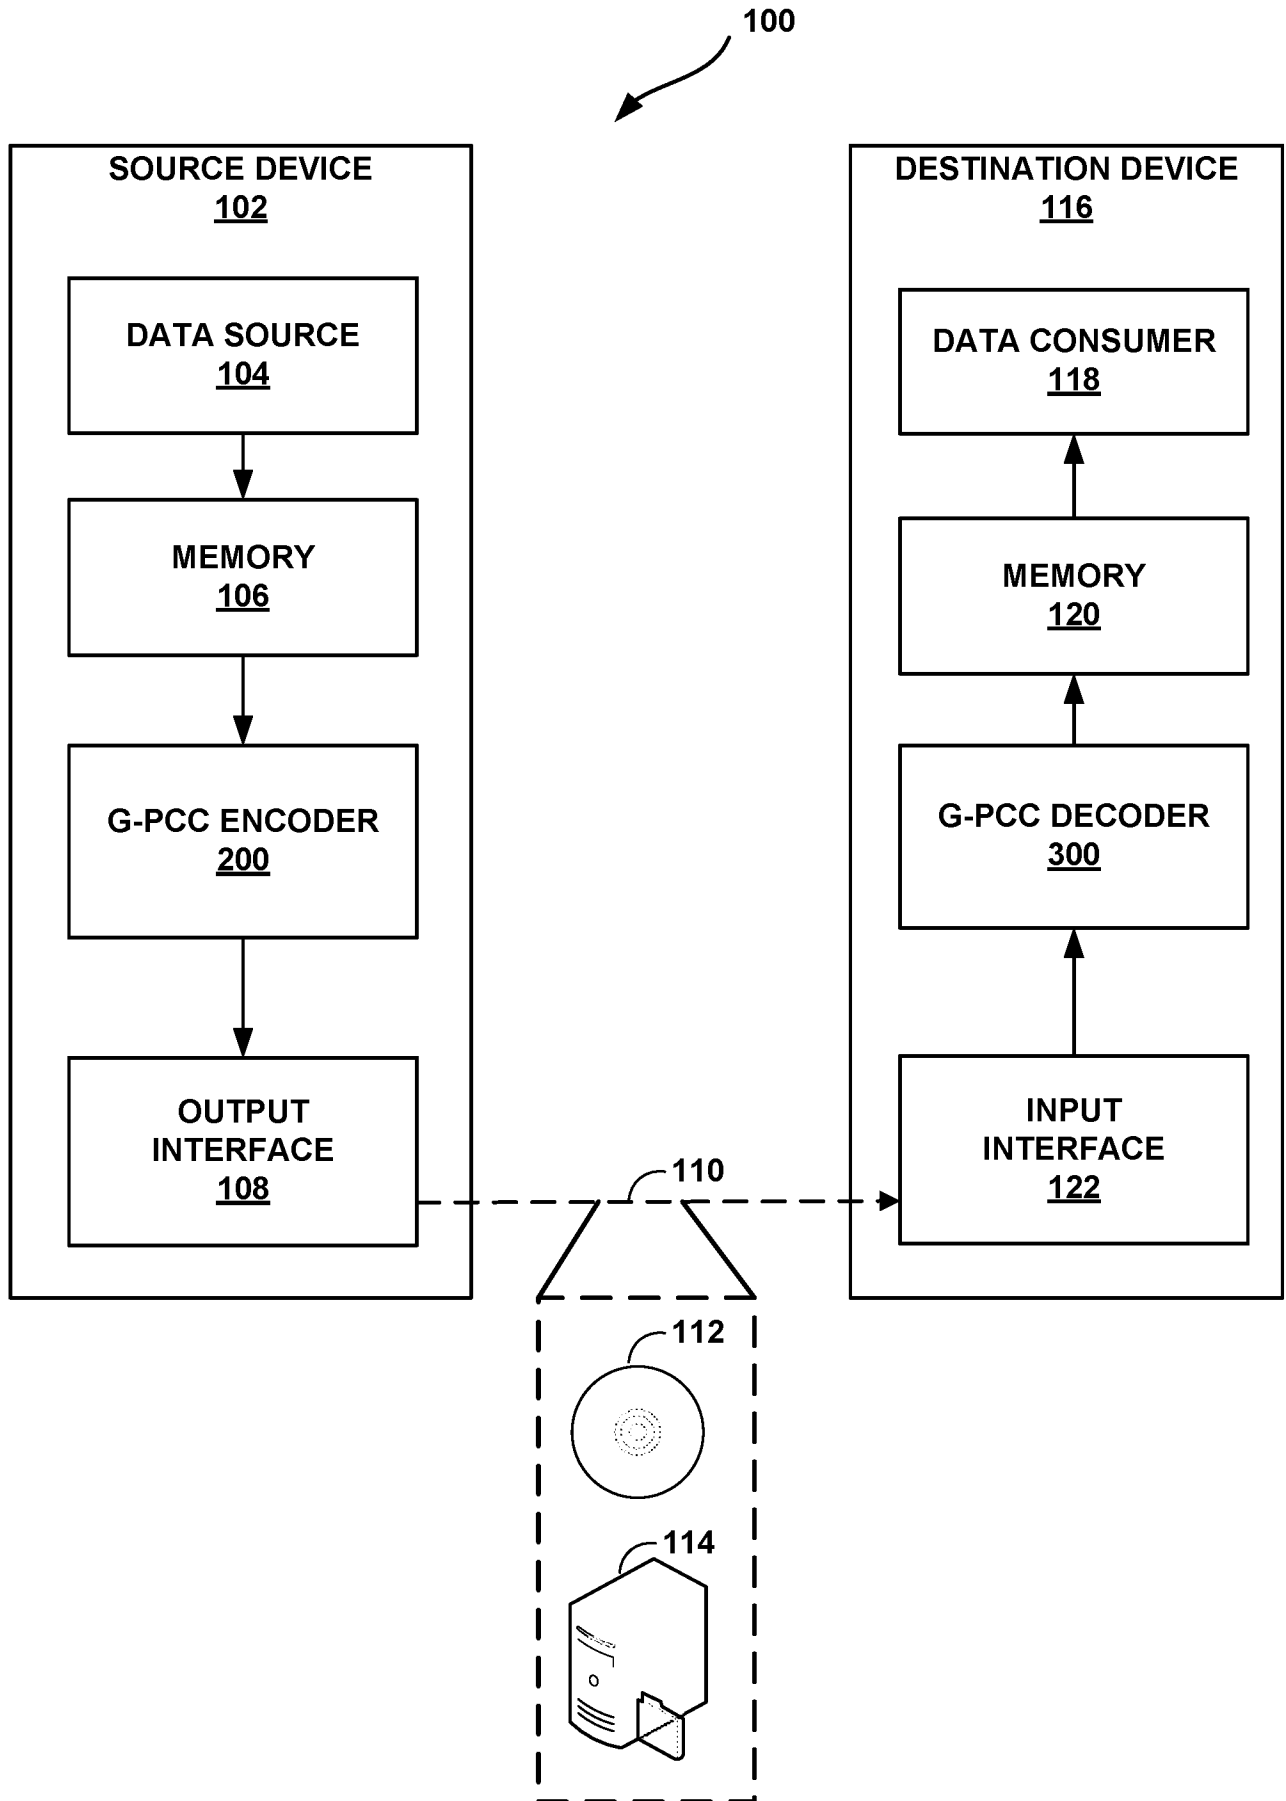 100
SOURCE DEVICE
102
DATA SOURCE
104
MEMORY
106
G-PCC ENCODER
200
OUTPUT
INTERFACE
108
DESTINATION DEVICE
116
DATA CONSUMER
118
MEMORY
120
G-PCC DECODER
300
INPUT
INTERFACE
122
110
112
114